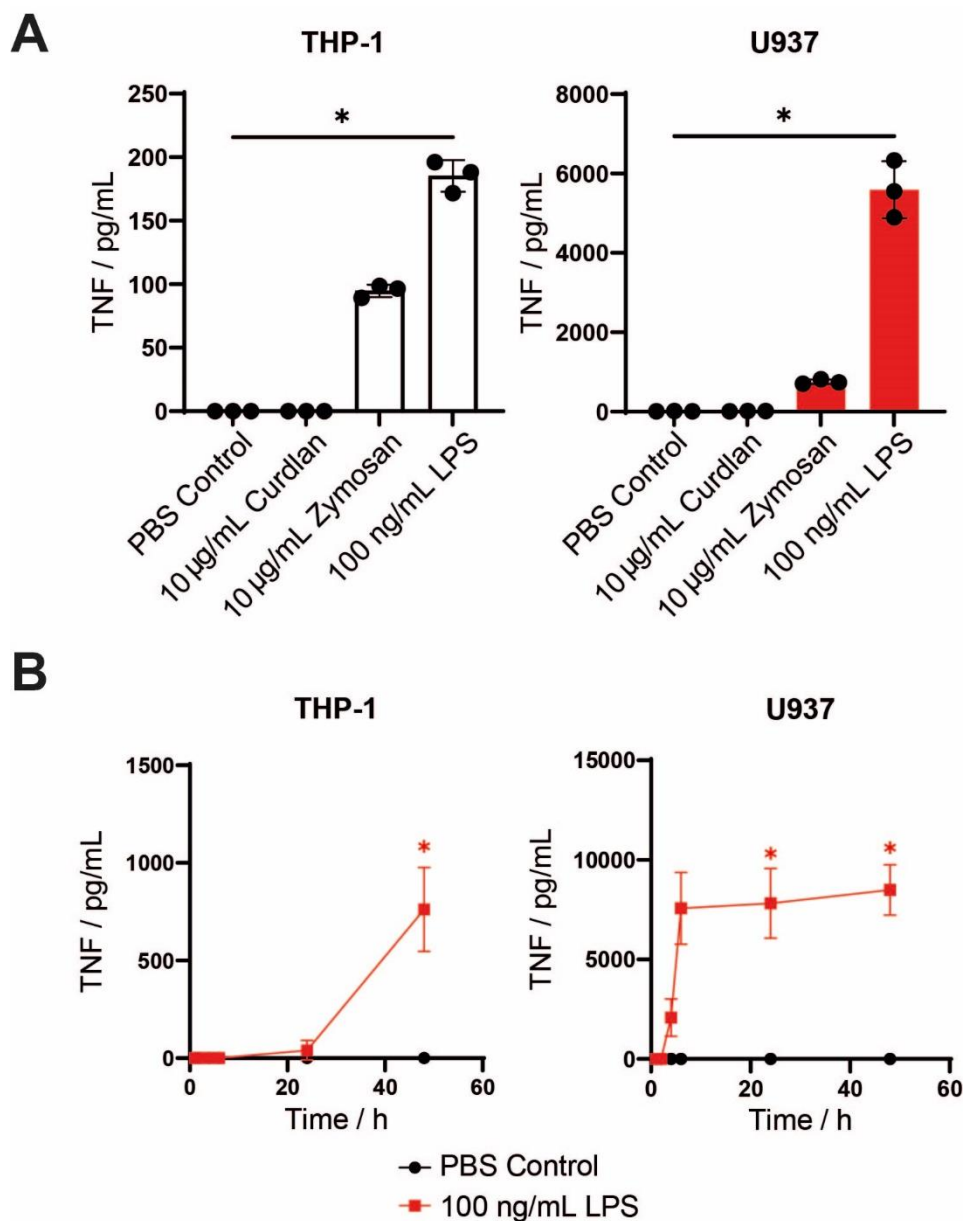 A
THP-1
U937
TNF / pg/mL
250
200
150
100
50
0
*
PBS Control
10 µg/mL Curdlan
10 µg/mL Zymosan
100 ng/mL LPS
TNF / pg/mL
8000
6000
4000
2000
0
*
PBS Control
10 µg/mL Curdlan
10 µg/mL Zymosan
100 ng/mL LPS
B
THP-1
U937
TNF / pg/mL
1500
1000
500
0
*
0 20 40 60
Time / h
TNF / pg/mL
15000
10000
5000
0
* *
0 20 40 60
Time / h
PBS Control
100 ng/mL LPS